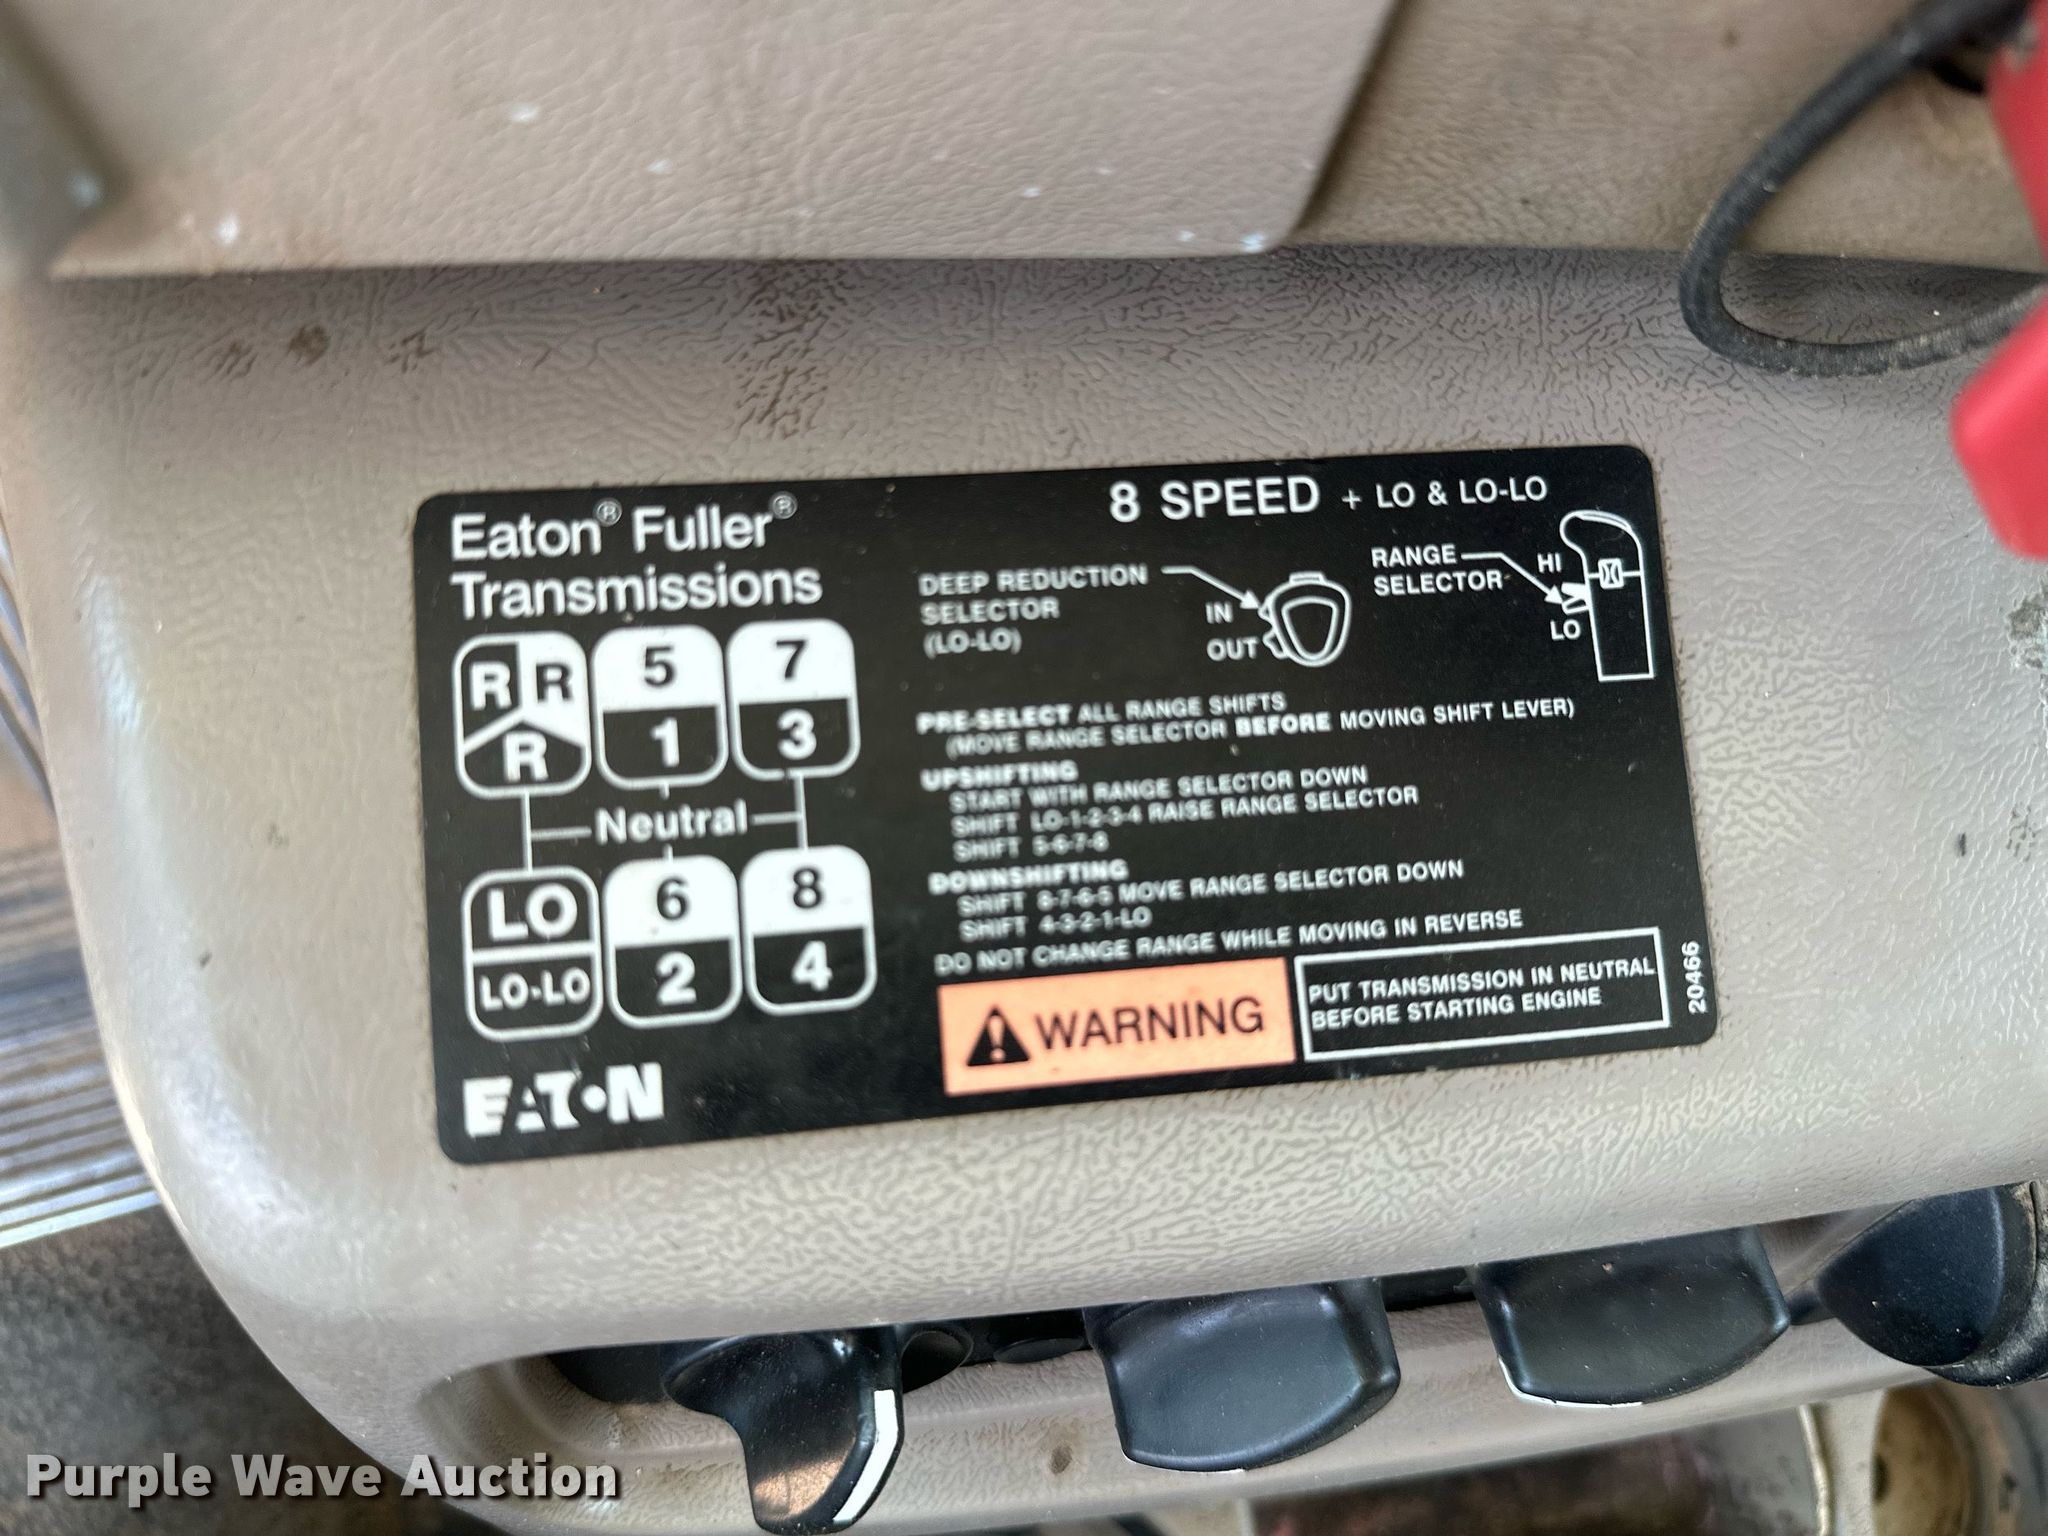 Eaton® Fuller®
Transmissions
R R
R
5
1
7
3
Neutral
LO
LO-LO
6
2
8
4
EATON
8 SPEED + LO & LO-LO
DEEP REDUCTION
SELECTOR
(LO-LO)
IN
OUT
RANGE
SELECTOR
HI
LO
PRE-SELECT ALL RANGE SHIFTS
(MOVE RANGE SELECTOR BEFORE MOVING SHIFT LEVER)
UPSHIFTING
START WITH RANGE SELECTOR DOWN
SHIFT LO-1-2-3-4 RAISE RANGE SELECTOR
SHIFT 5-6-7-8
DOWNSHIFTING
SHIFT 8-7-6-5 MOVE RANGE SELECTOR DOWN
SHIFT 4-3-2-1-LO
DO NOT CHANGE RANGE WHILE MOVING IN REVERSE
WARNING
PUT TRANSMISSION IN NEUTRAL
BEFORE STARTING ENGINE
20466
Purple Wave Auction